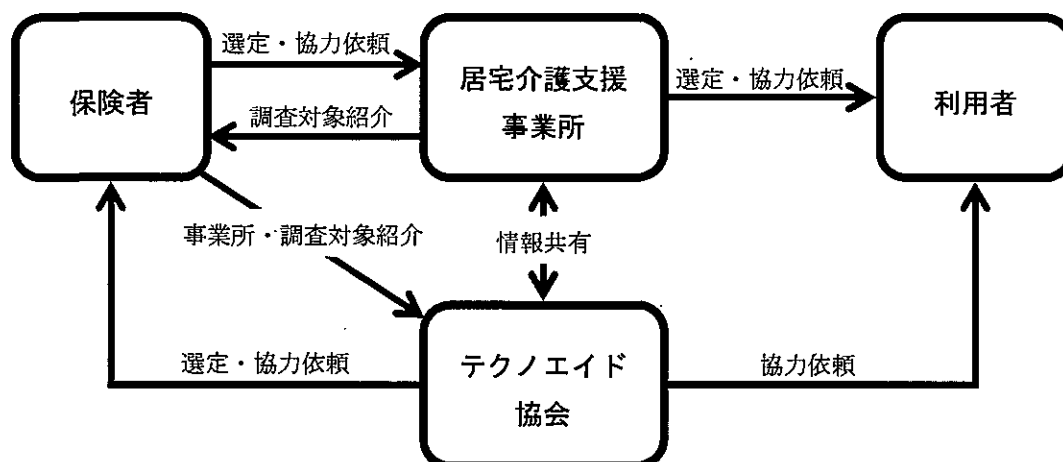 選定・協力依頼
保険者
居宅介護支援
事業所
選定・協力依頼
利用者
調査対象紹介
事業所・調査対象紹介
情報共有
選定・協力依頼
テクノエイド
協会
協力依頼